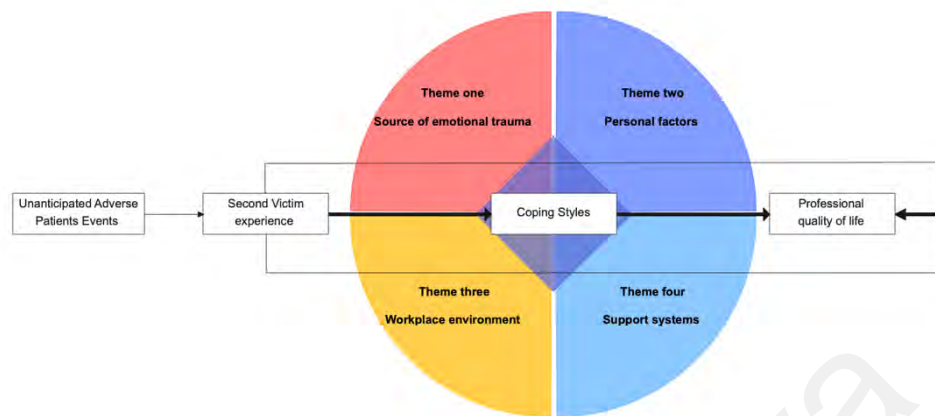 Theme one
Source of emotional trauma
Theme two
Personal factors
Unanticipated Adverse
Patients Events
Second Victim
experience
Coping Styles
Professional
quality of life
Theme three
Workplace environment
Theme four
Support systems